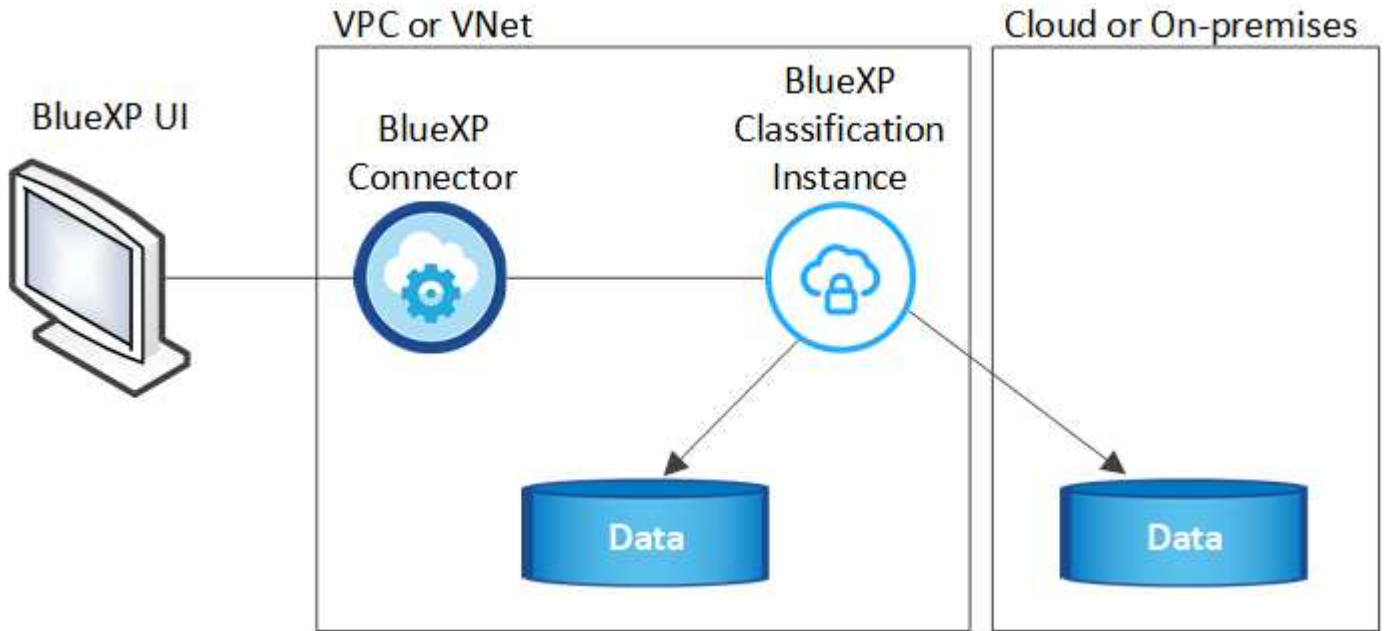 VPC or VNet
Cloud or On-premises
BlueXP UI
BlueXP
Connector
BlueXP
Classification
Instance
Data
Data